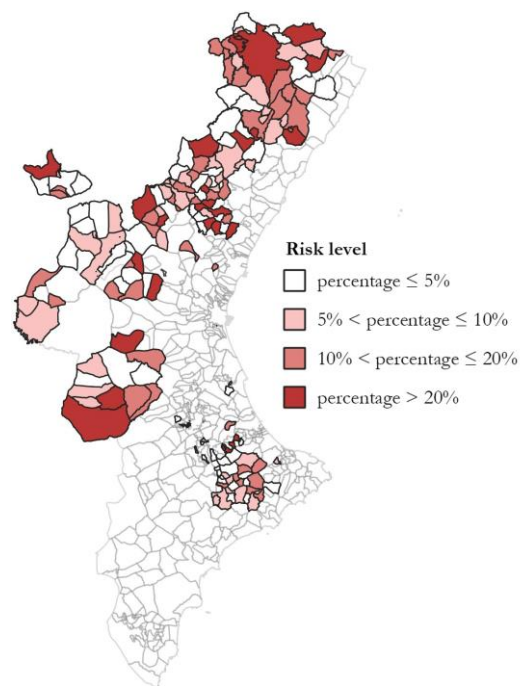 Risk level
percentage ≤ 5%
5% < percentage ≤ 10%
10% < percentage ≤ 20%
percentage > 20%